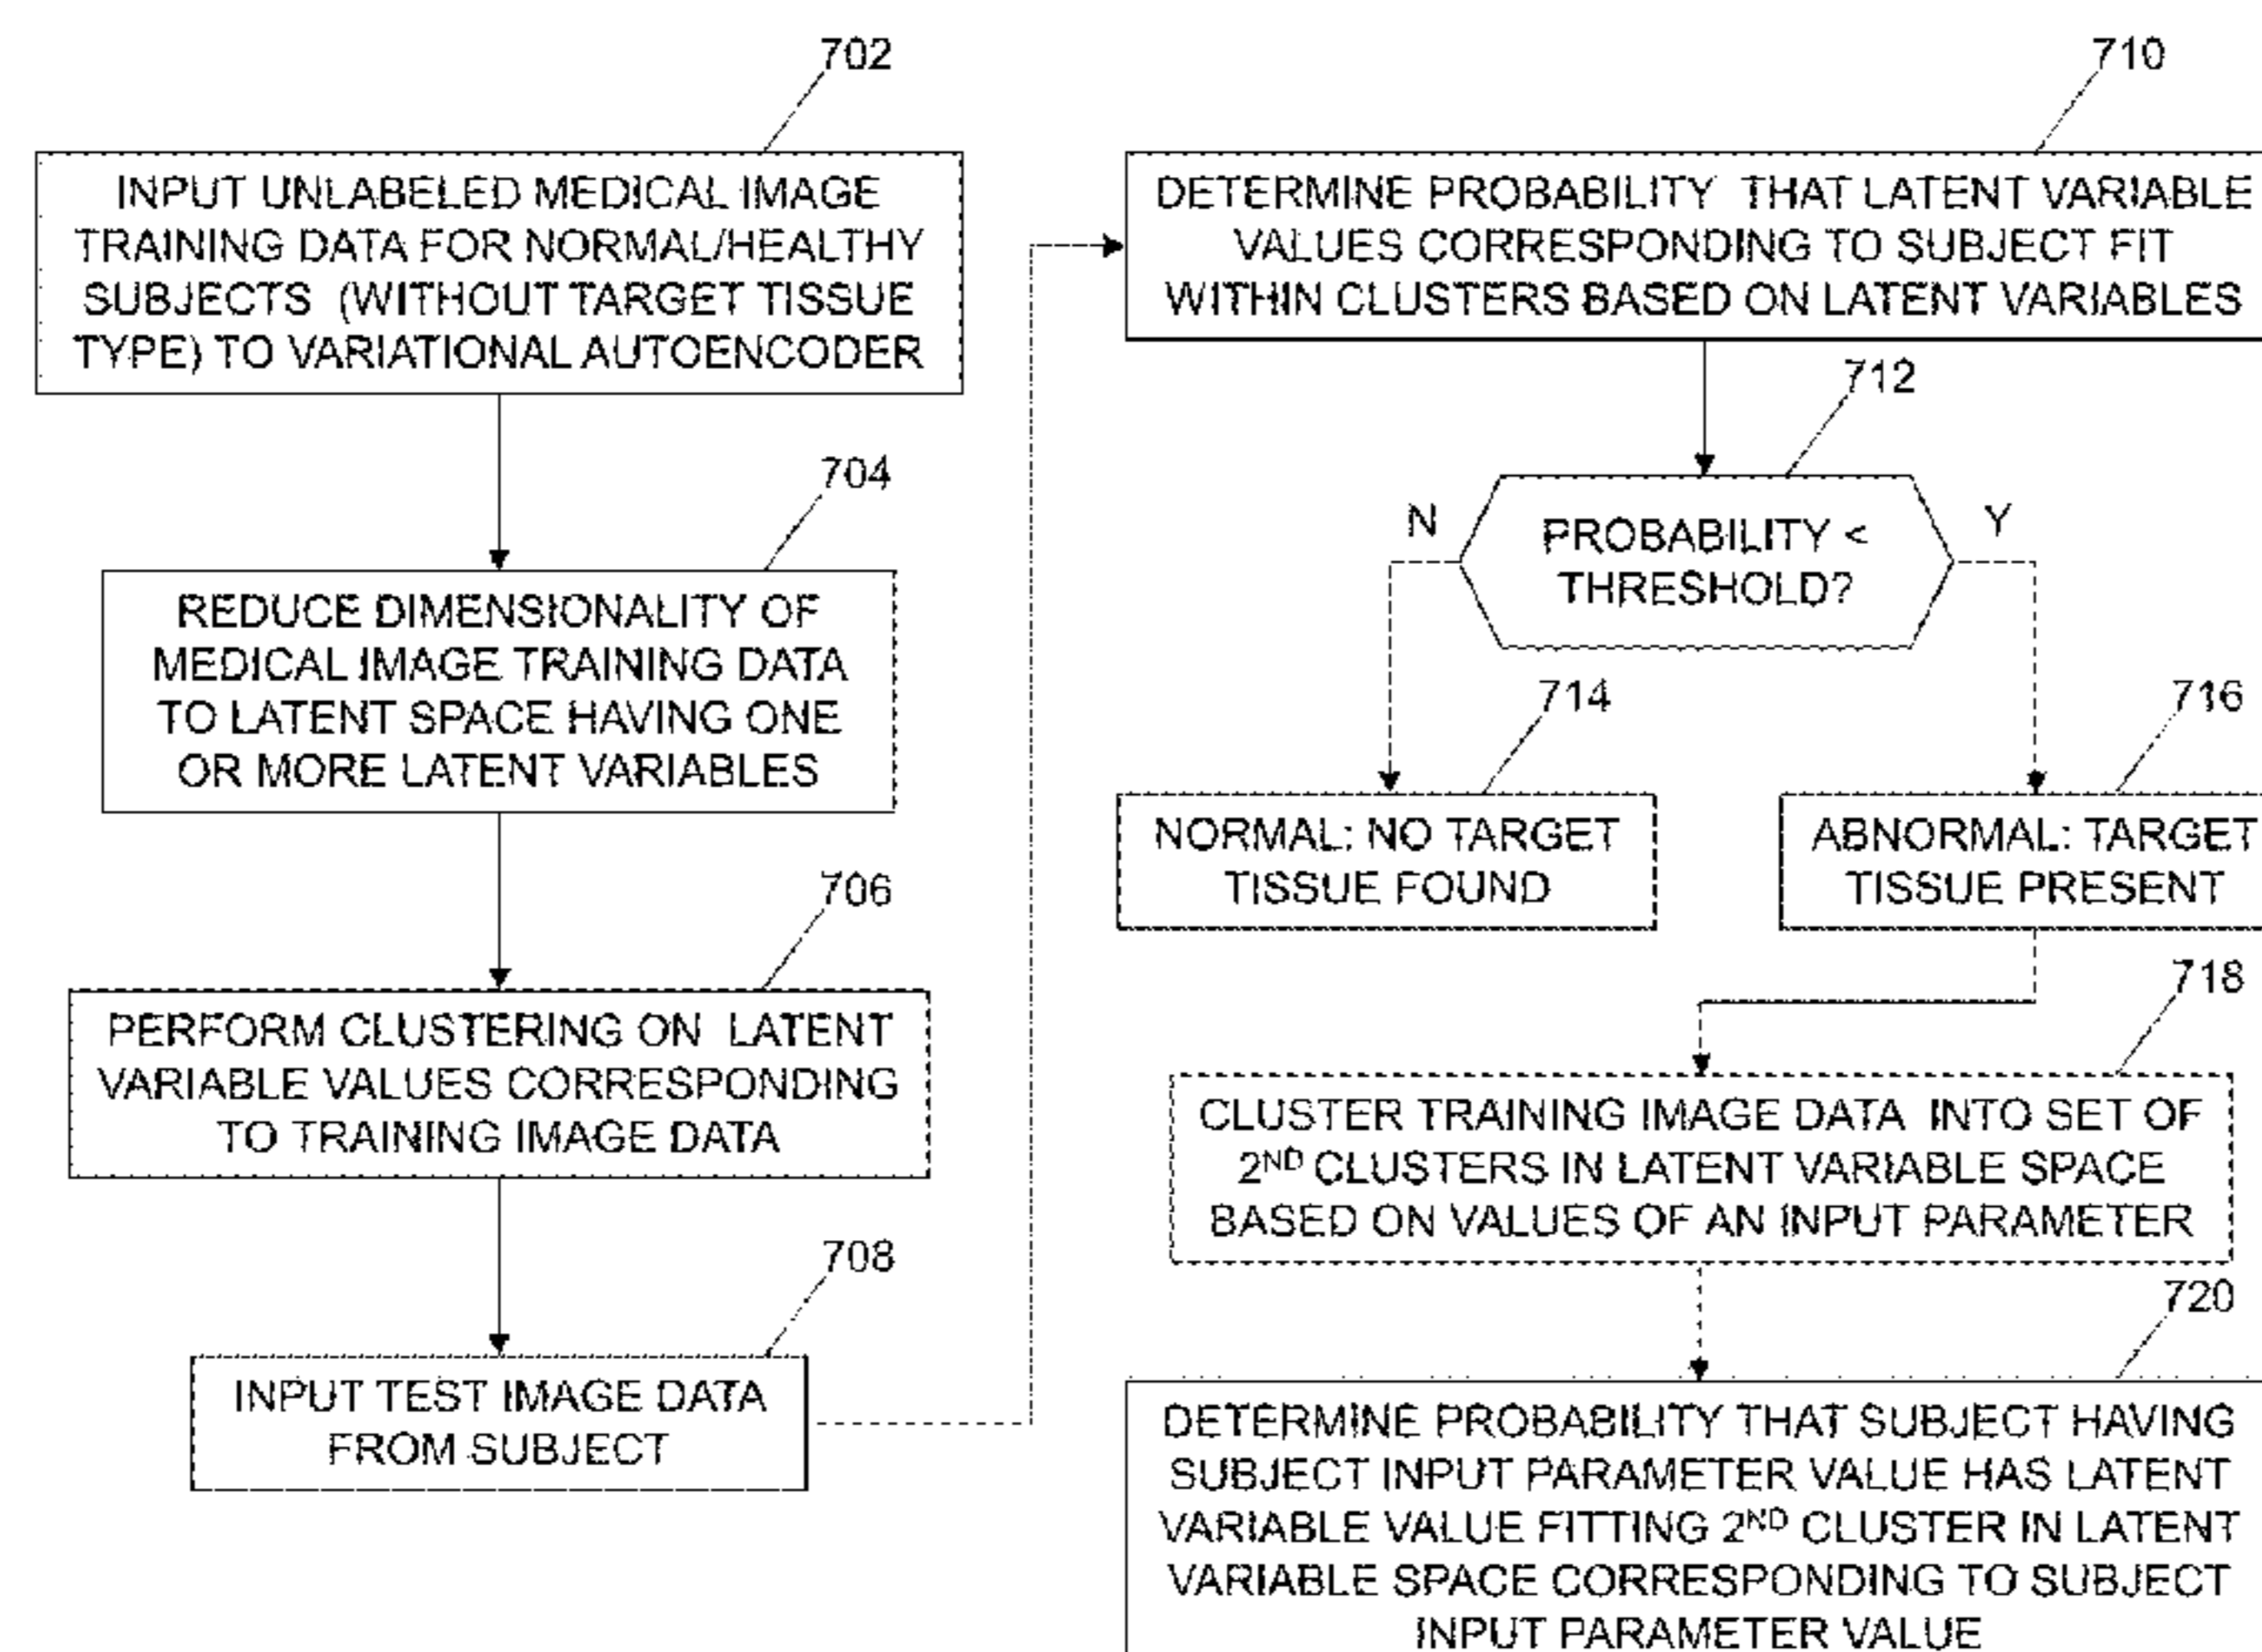 702
INPUT UNLABELED MEDICAL IMAGE
TRAINING DATA FOR NORMAL/HEALTHY
SUBJECTS (WITHOUT TARGET TISSUE
TYPE) TO VARIATIONAL AUTOENCODER
704
REDUCE DIMENSIONALITY OF
MEDICAL IMAGE TRAINING DATA
TO LATENT SPACE HAVING ONE
OR MORE LATENT VARIABLES
706
PERFORM CLUSTERING ON LATENT
VARIABLE VALUES CORRESPONDING
TO TRAINING IMAGE DATA
708
INPUT TEST IMAGE DATA
FROM SUBJECT
710
DETERMINE PROBABILITY THAT LATENT VARIABLE
VALUES CORRESPONDING TO SUBJECT FIT
WITHIN CLUSTERS BASED ON LATENT VARIABLES
712
N
PROBABILITY <
THRESHOLD?
Y
714
NORMAL: NO TARGET
TISSUE FOUND
716
ABNORMAL: TARGET
TISSUE PRESENT
718
CLUSTER TRAINING IMAGE DATA INTO SET OF
2ND CLUSTERS IN LATENT VARIABLE SPACE
BASED ON VALUES OF AN INPUT PARAMETER
720
DETERMINE PROBABILITY THAT SUBJECT HAVING
SUBJECT INPUT PARAMETER VALUE HAS LATENT
VARIABLE VALUE FITTING 2ND CLUSTER IN LATENT
VARIABLE SPACE CORRESPONDING TO SUBJECT
INPUT PARAMETER VALUE